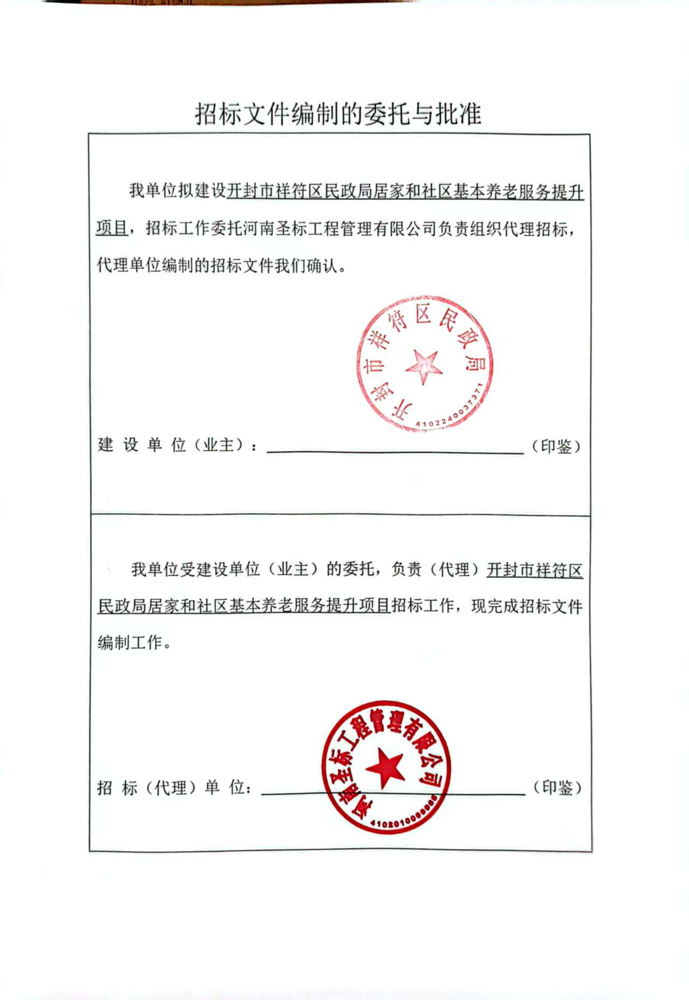 招标文件编制的委托与批准
我单位拟建设开封市祥符区民政局居家和社区基本养老服务提升
项目，招标工作委托河南圣标工程管理有限公司负责组织代理招标，
代理单位编制的招标文件我们确认。
开封市祥符区民政局
4102240037371
建 设 单 位（业主）：（印鉴）
我单位受建设单位（业主）的委托，负责（代理）开封市祥符区
民政局居家和社区基本养老服务提升项目招标工作，现完成招标文件
编制工作。
河南圣标工程管理有限公司
招 标（代理）单 位：（印鉴）